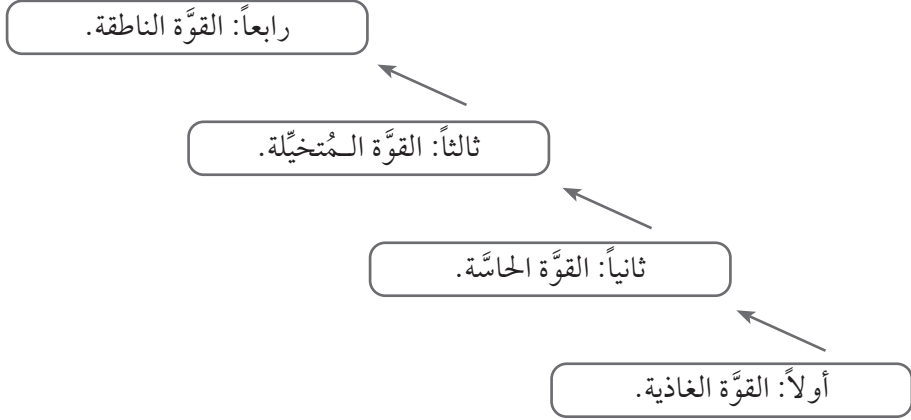 رابعاً: القوَّة الناطقة.
ثالثاً: القوَّة الـمُتخيِّلة.
ثانياً: القوَّة الحاسَّة.
أولاً: القوَّة الغاذية.